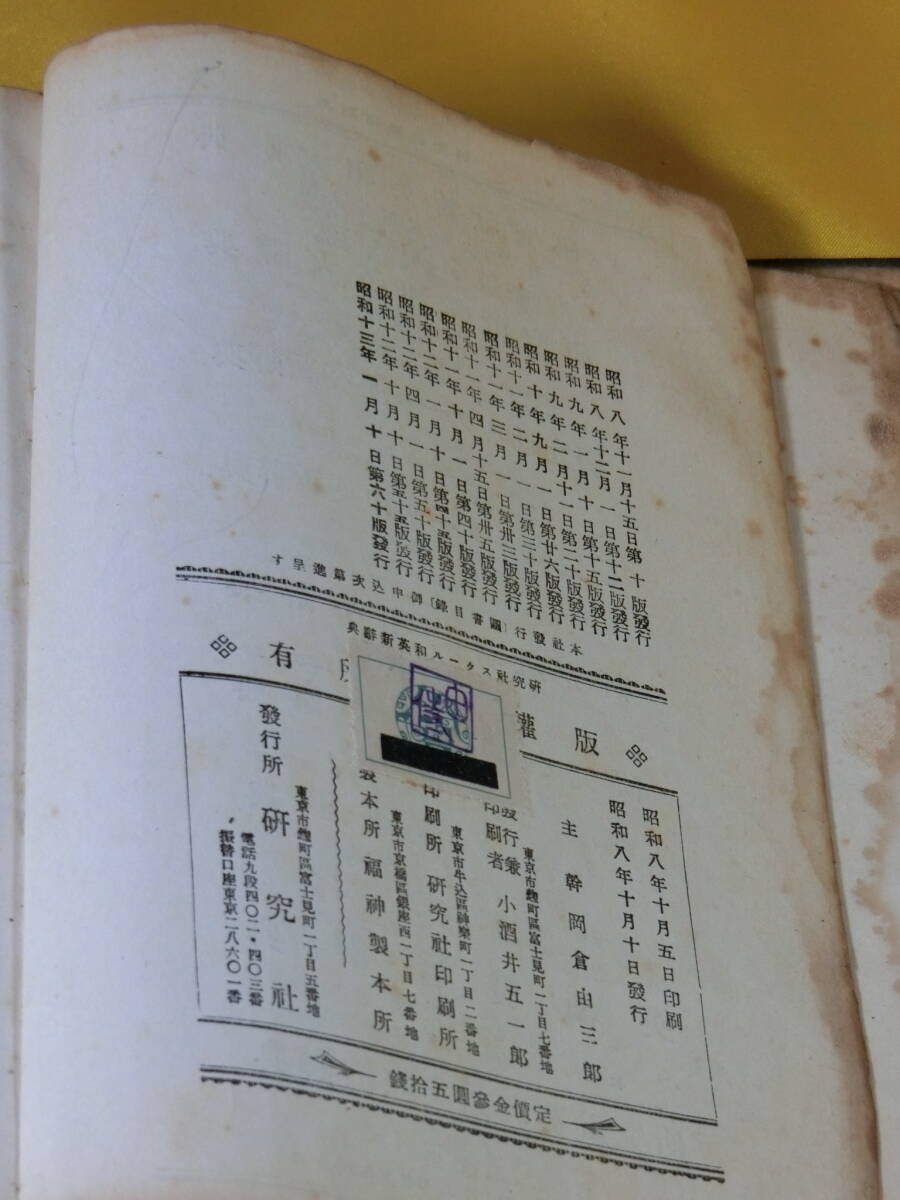 昭和八年十一月十五日第十版發行
昭和八年十二月一日第十二版發行
昭和九年一月十日第十五版發行
昭和九年二月十一日第二十版發行
昭和十年九月一日第廿六版發行
昭和十一年二月一日第三十版發行
昭和十一年三月一日第卅三版發行
昭和十一年四月十五日第卅五版發行
昭和十一年十月一日第四十版發行
昭和十二年一月十日第四十五版發行
昭和十二年四月一日第五十版發行
昭和十二年十月十日第五十五版發行
昭和十三年一月十日第六十版發行
本社發行〔圖書目錄〕御申込次第進呈す
研究社スクール和英新辭典
版權所有
昭和八年十月五日印刷
昭和八年十月十日發行
主幹 岡倉由三郎
東京市麴町區富士見町一丁目七番地
發行兼印刷者 小酒井五一郎
東京市牛込區神樂町一丁目二番地
印刷所 研究社印刷所
東京市京橋區銀座西一丁目七番地
製本所 福神製本所
發行所 研究社
東京市麴町區富士見町一丁目五番地
電話九段四〇二・四〇三番
振替口座東京二八六〇一番
定價金參圓五拾錢